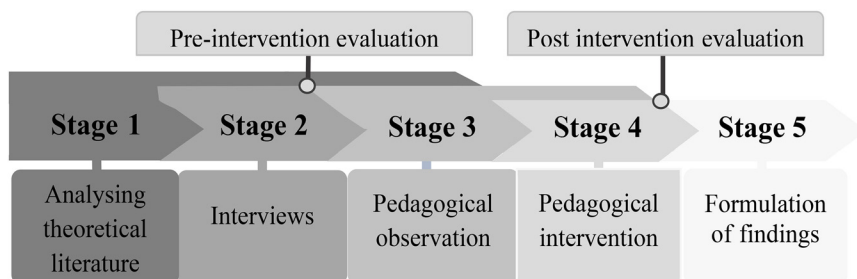 Pre-intervention evaluation
Post intervention evaluation
Stage 1
Stage 2
Stage 3
Stage 4
Stage 5
Analysing
theoretical
literature
Interviews
Pedagogical
observation
Pedagogical
intervention
Formulation
of findings